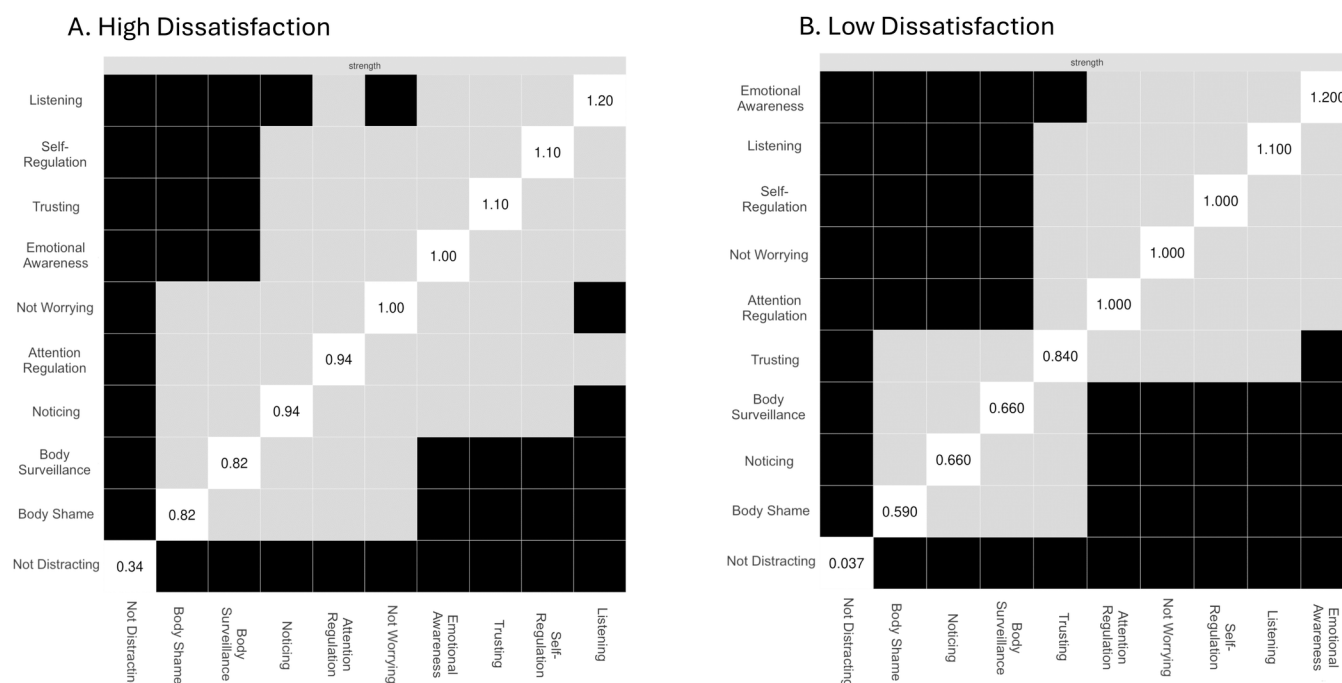 A. High Dissatisfaction
strength
Listening
1.20
Self-
Regulation
1.10
Trusting
1.10
Emotional
Awareness
1.00
Not Worrying
1.00
Attention
Regulation
0.94
Noticing
0.94
Body
Surveillance
0.82
Body Shame
0.82
Not Distracting
0.34
Not Distractin
Body Shame
Body
Surveillance
Noticing
Attention
Regulation
Not Worrying
Emotional
Awareness
Trusting
Self-
Regulation
Listening
B. Low Dissatisfaction
strength
Emotional
Awareness
1.200
Listening
1.100
Self-
Regulation
1.000
Not Worrying
1.000
Attention
Regulation
1.000
Trusting
0.840
Body
Surveillance
0.660
Noticing
0.660
Body Shame
0.590
Not Distracting
0.037
Not Distracting
Body Shame
Noticing
Body
Surveillance
Trusting
Attention
Regulation
Not Worrying
Self-
Regulation
Listening
Emotional
Awareness